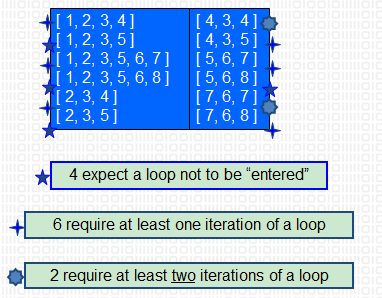 [ 1, 2, 3, 4 ] [ 4, 3, 4 ]
[ 1, 2, 3, 5 ] [ 4, 3, 5 ]
[ 1, 2, 3, 5, 6, 7 ] [ 5, 6, 7 ]
[ 1, 2, 3, 5, 6, 8 ] [ 5, 6, 8 ]
[ 2, 3, 4 ] [ 7, 6, 7 ]
[ 2, 3, 5 ] [ 7, 6, 8 ]
4 expect a loop not to be “entered”
6 require at least one iteration of a loop
2 require at least two iterations of a loop